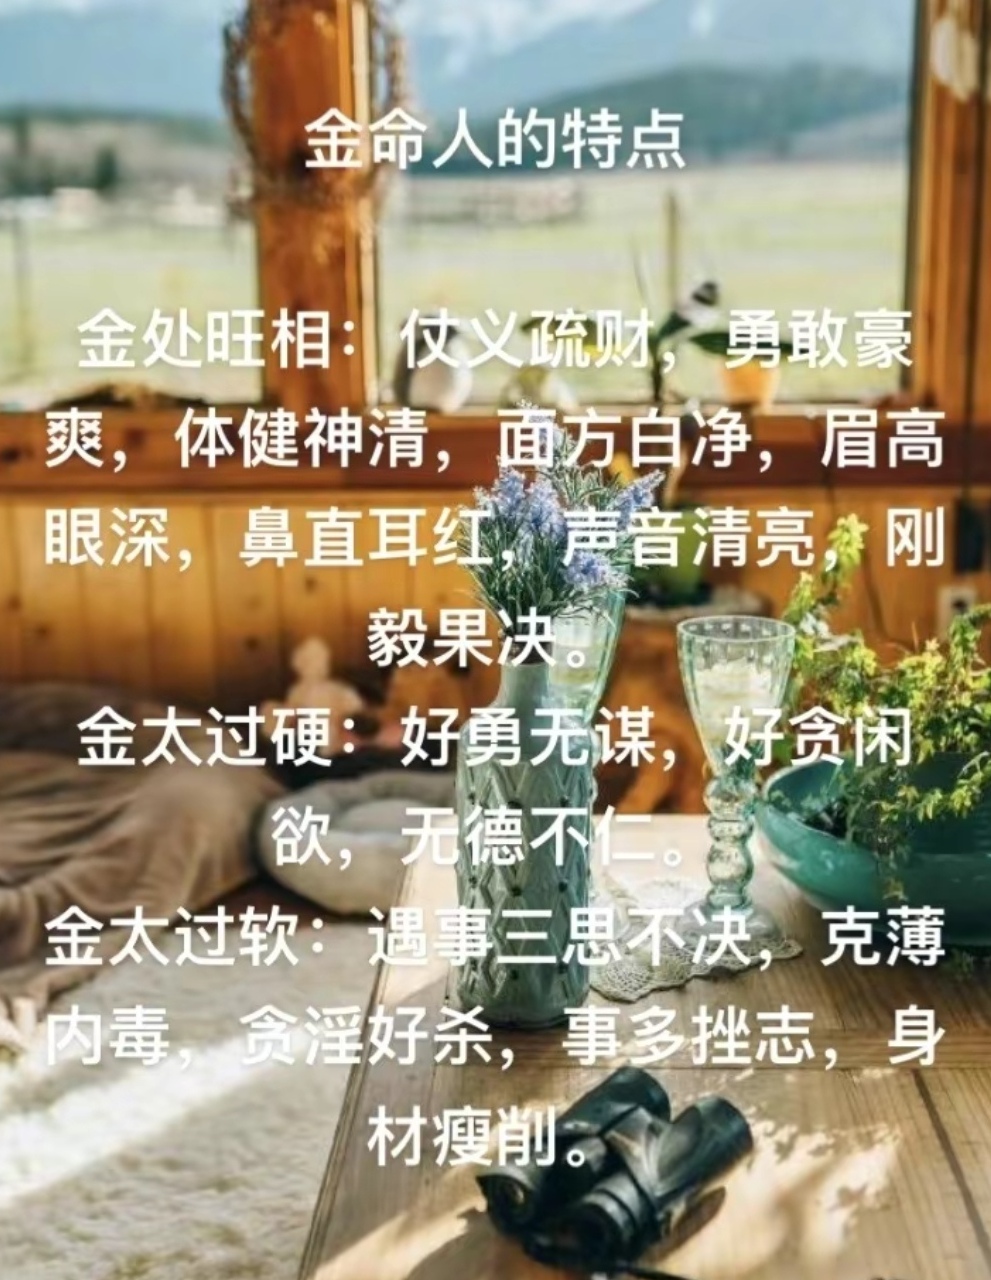 金命人的特点
金处旺相：仗义疏财，勇敢豪
爽，体健神清，面方白净，眉高
眼深，鼻直耳红，声音清亮，刚
毅果决。
金太过硬：好勇无谋，好贪闲
欲，无德不仁。
金太过软：遇事三思不决，克薄
内毒，贪淫好杀，事多挫志，身
材瘦削。